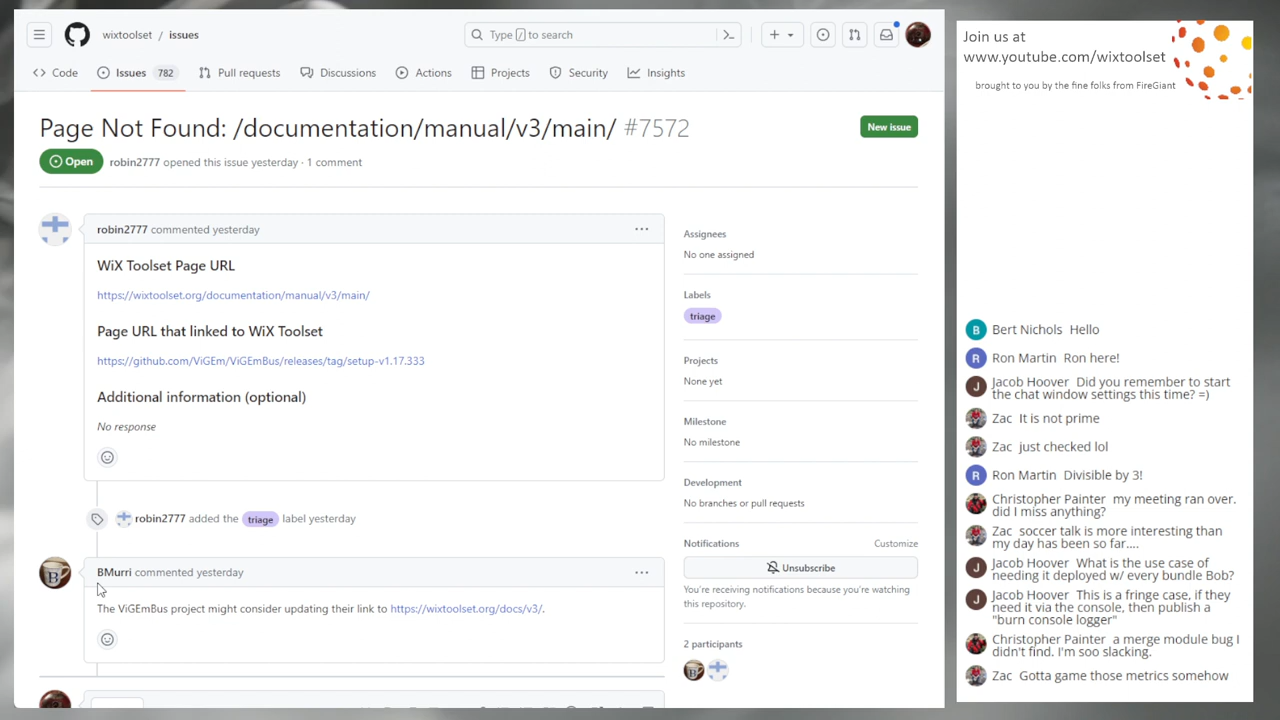 wixtoolset / issues
Type / to search
Code
Issues 782
Pull requests
Discussions
Actions
Projects
Security
Insights
Page Not Found: /documentation/manual/v3/main/ #7572
New issue
Open
robin2777 opened this issue yesterday · 1 comment
robin2777 commented yesterday
WiX Toolset Page URL
https://wixtoolset.org/documentation/manual/v3/main/
Page URL that linked to WiX Toolset
https://github.com/ViGEm/ViGEmBus/releases/tag/setup-v1.17.333
Additional information (optional)
No response
robin2777 added the triage label yesterday
BMurri commented yesterday
The ViGEmBus project might consider updating their link to https://wixtoolset.org/docs/v3/.
Assignees
No one assigned
Labels
triage
Projects
None yet
Milestone
No milestone
Development
No branches or pull requests
Notifications
Customize
Unsubscribe
You're receiving notifications because you're watching
this repository.
2 participants
Join us at
www.youtube.com/wixtoolset
brought to you by the fine folks from FireGiant
B Bert Nichols Hello
R Ron Martin Ron here!
J Jacob Hoover Did you remember to start
the chat window settings this time? =)
Zac It is not prime
Zac just checked lol
R Ron Martin Divisible by 3!
Christopher Painter my meeting ran over.
did I miss anything?
Zac soccer talk is more interesting than
my day has been so far....
J Jacob Hoover What is the use case of
needing it deployed w/ every bundle Bob?
J Jacob Hoover This is a fringe case, if they
need it via the console, then publish a
"burn console logger"
Christopher Painter a merge module bug I
didn't find. I'm soo slacking.
Zac Gotta game those metrics somehow